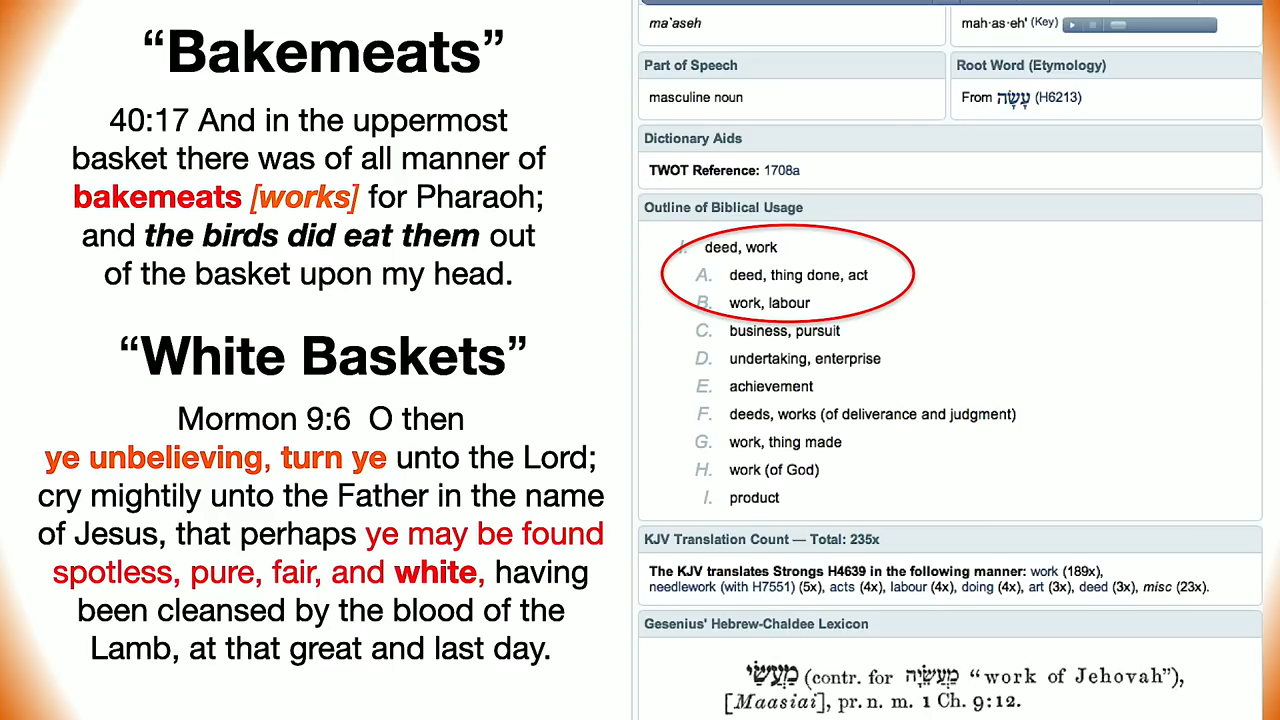 “Bakemeats”
40:17 And in the uppermost
basket there was of all manner of
bakemeats [works] for Pharaoh;
and the birds did eat them out
of the basket upon my head.
“White Baskets”
Mormon 9:6 O then
ye unbelieving, turn ye unto the Lord;
cry mightily unto the Father in the name
of Jesus, that perhaps ye may be found
spotless, pure, fair, and white, having
been cleansed by the blood of the
Lamb, at that great and last day.
ma`aseh
mah·as·eh' (Key)
Part of Speech
masculine noun
Root Word (Etymology)
From עָשָׂה (H6213)
Dictionary Aids
TWOT Reference: 1708a
Outline of Biblical Usage
I. deed, work
A. deed, thing done, act
B. work, labour
C. business, pursuit
D. undertaking, enterprise
E. achievement
F. deeds, works (of deliverance and judgment)
G. work, thing made
H. work (of God)
I. product
KJV Translation Count — Total: 235x
The KJV translates Strongs H4639 in the following manner: work (189x),
needlework (with H7551) (5x), acts (4x), labour (4x), doing (4x), art (3x), deed (3x), misc (23x).
Gesenius' Hebrew-Chaldee Lexicon
מַעֲשַׂי (contr. for מַעֲשֵׂיָה “work of Jehovah”),
[Maasiai], pr. n. m. 1 Ch. 9:12.